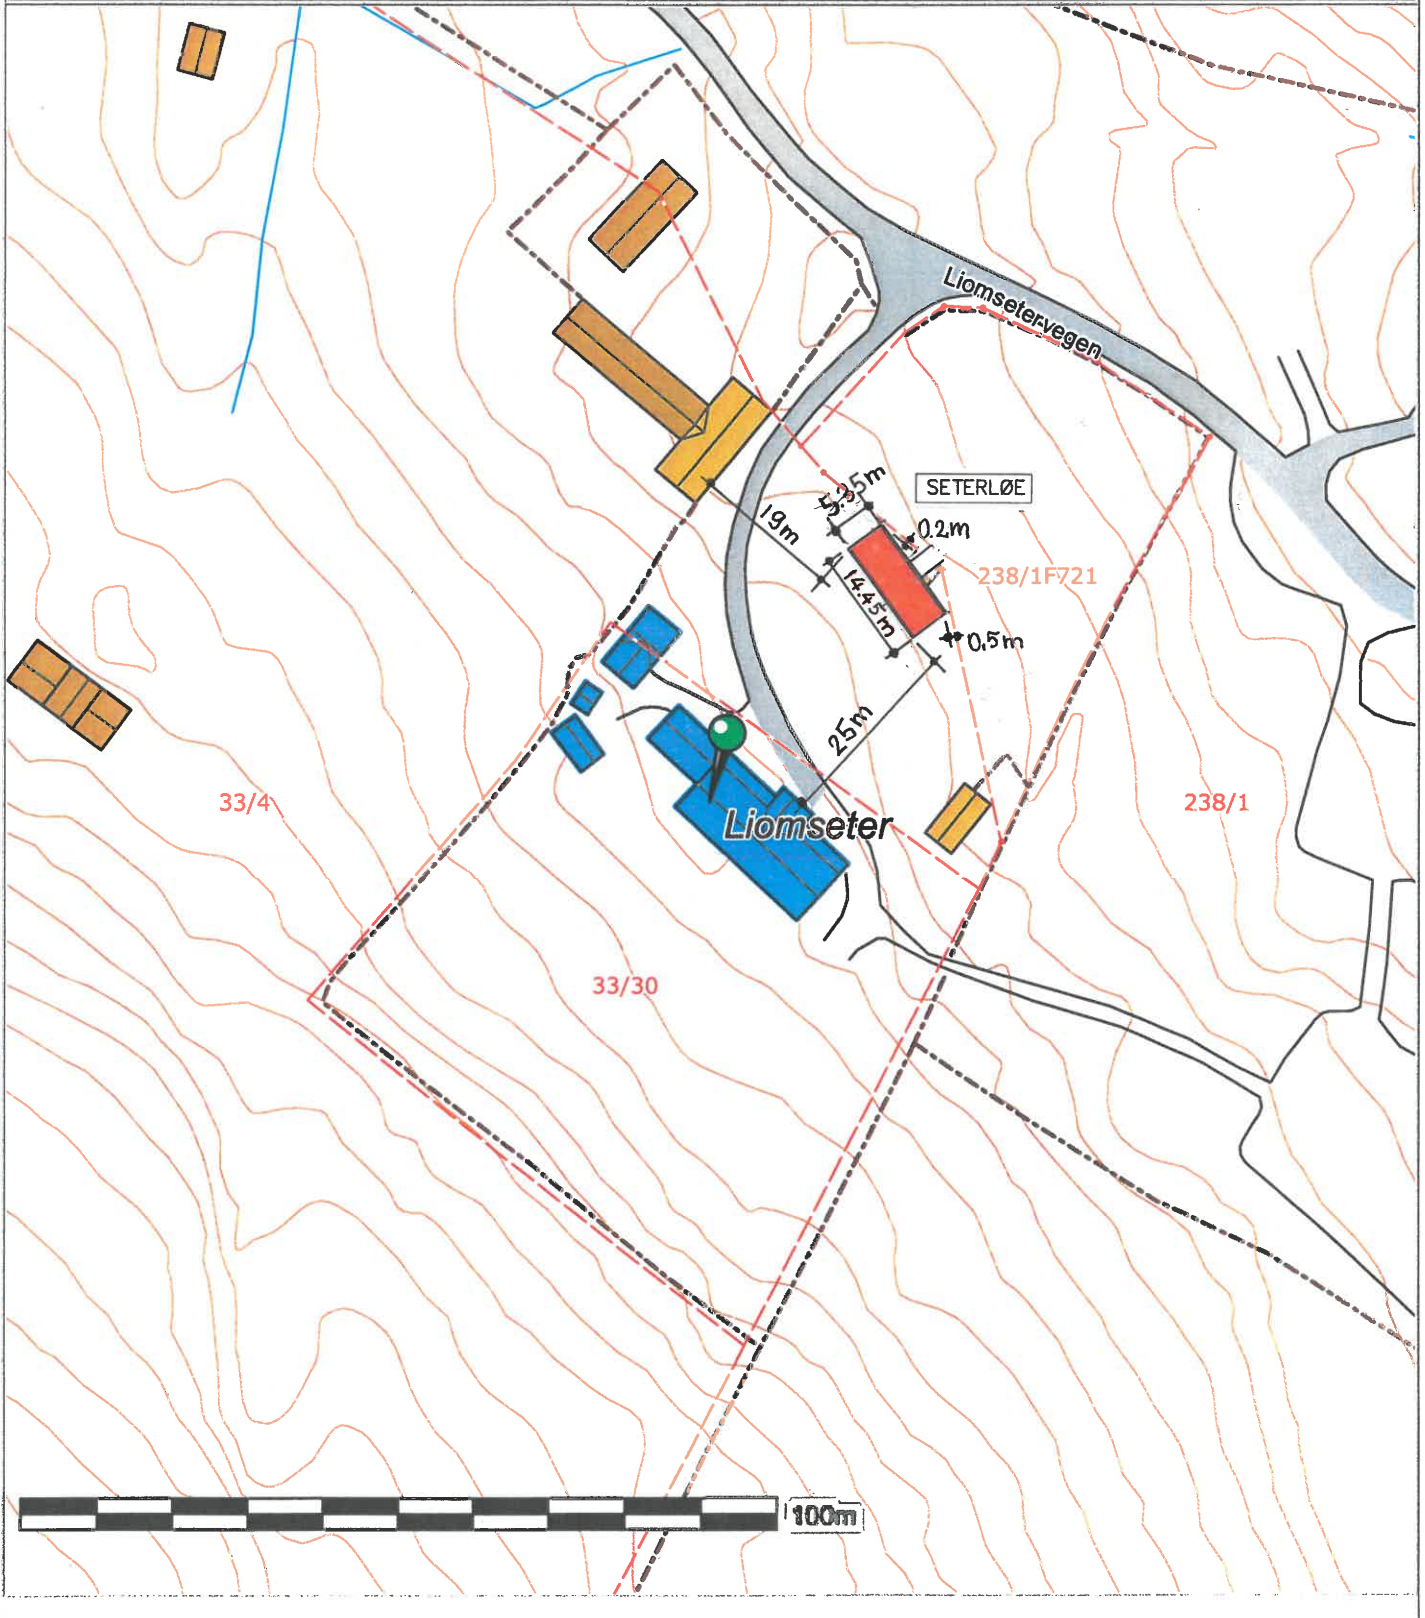 Liomsetervegen
SETERLØE
5.35m
0.2m
19m
238/1F721
14.45m
0.5m
25m
33/4
238/1
Liomseter
33/30
100m